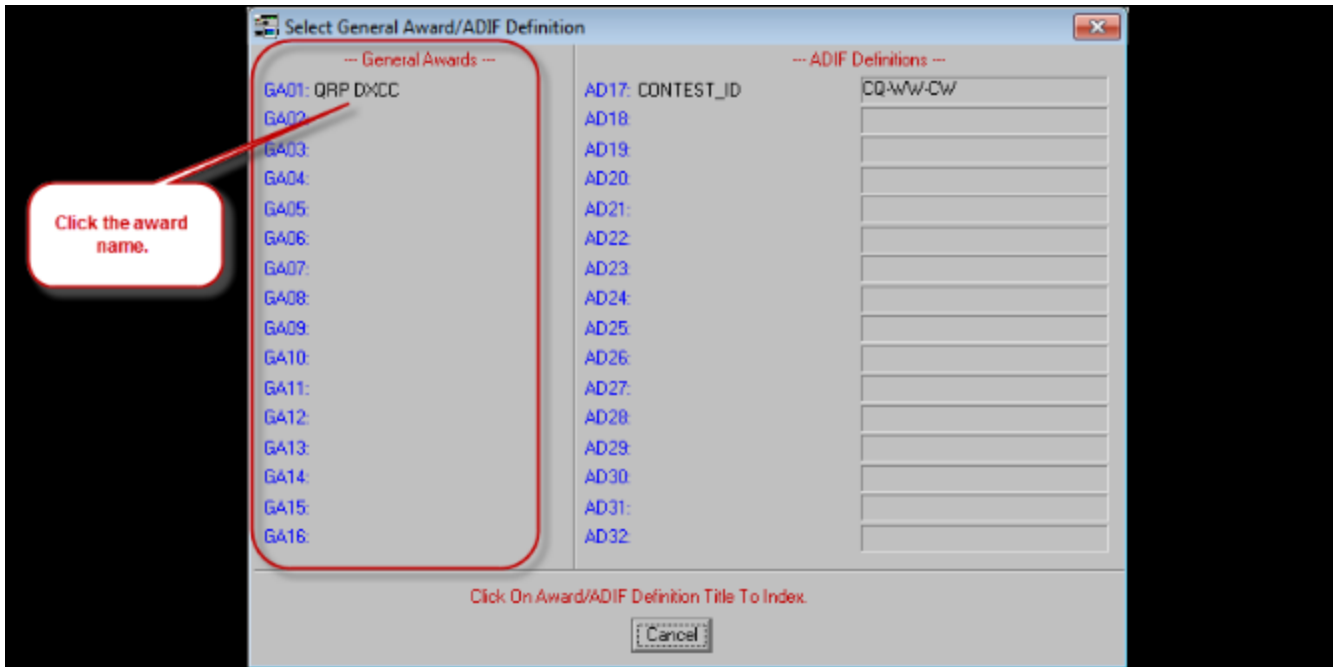 Select General Award/ADIF Definition
--- General Awards ---
--- ADIF Definitions ---
GA01: QRP DXCC
AD17: CONTEST_ID
CQ-WW-CW
GA02:
AD18:
GA03:
AD19:
GA04:
AD20:
GA05:
AD21:
GA06:
AD22:
GA07:
AD23:
GA08:
AD24:
GA09:
AD25:
GA10:
AD26:
GA11:
AD27:
GA12:
AD28:
GA13:
AD29:
GA14:
AD30:
GA15:
AD31:
GA16:
AD32:
Click the award
name.
Click On Award/ADIF Definition Title To Index.
Cancel